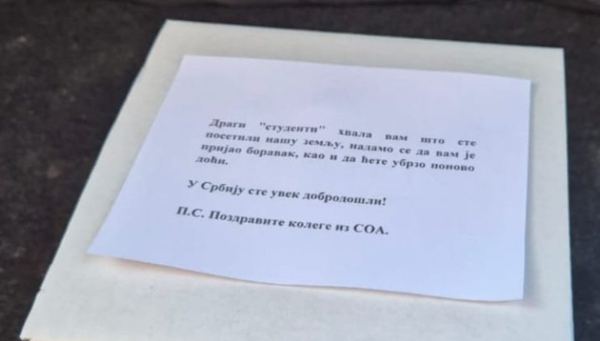 Драги "студенти" хвала вам што сте
посетили нашу земљу, надамо се да вам је
пријао боравак, као и да ћете убрзо поново
доћи.
У Србију сте увек добродошли!
П.С. Поздравите колеге из СОА.